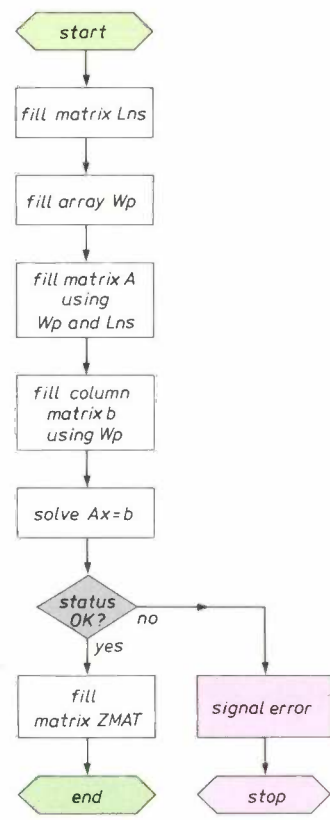 start
fill matrix Lns
fill array Wp
fill matrix A
using
Wp and Lns
fill column
matrix b
using Wp
solve Ax=b
status
OK?
no
yes
fill
matrix ZMAT
signal error
end
stop